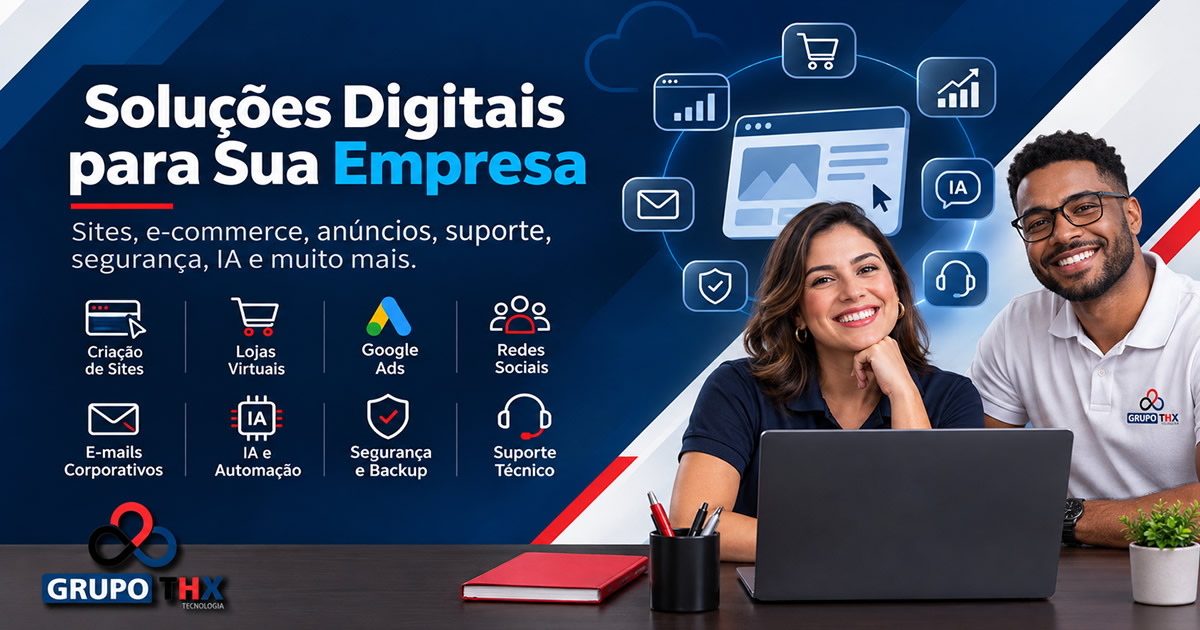 Soluções Digitais
para Sua Empresa
Sites, e-commerce, anúncios, suporte,
segurança, IA e muito mais.
Criação
de Sites
Lojas
Virtuais
Google
Ads
Redes
Sociais
E-mails
Corporativos
IA
IA e
Automação
Segurança
e Backup
Suporte
Técnico
GRUPO THX
TECNOLOGIA
IA
GRUPO THX